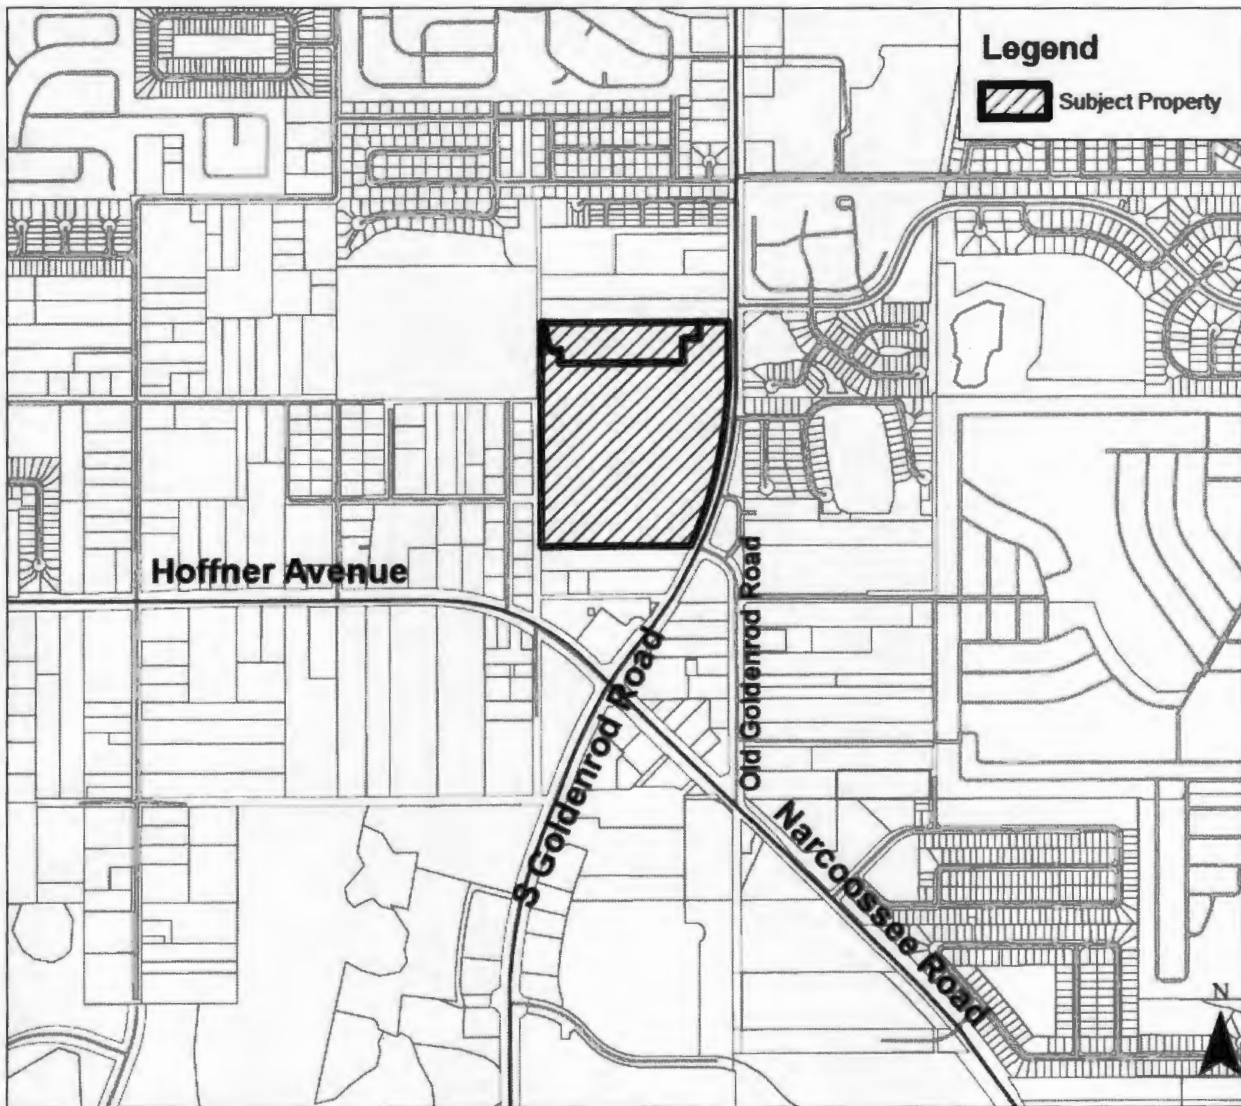 Legend
Subject Property
Hoffner Avenue
Old Goldenrod Road
S Goldenrod Road
Narcoossee Road
N